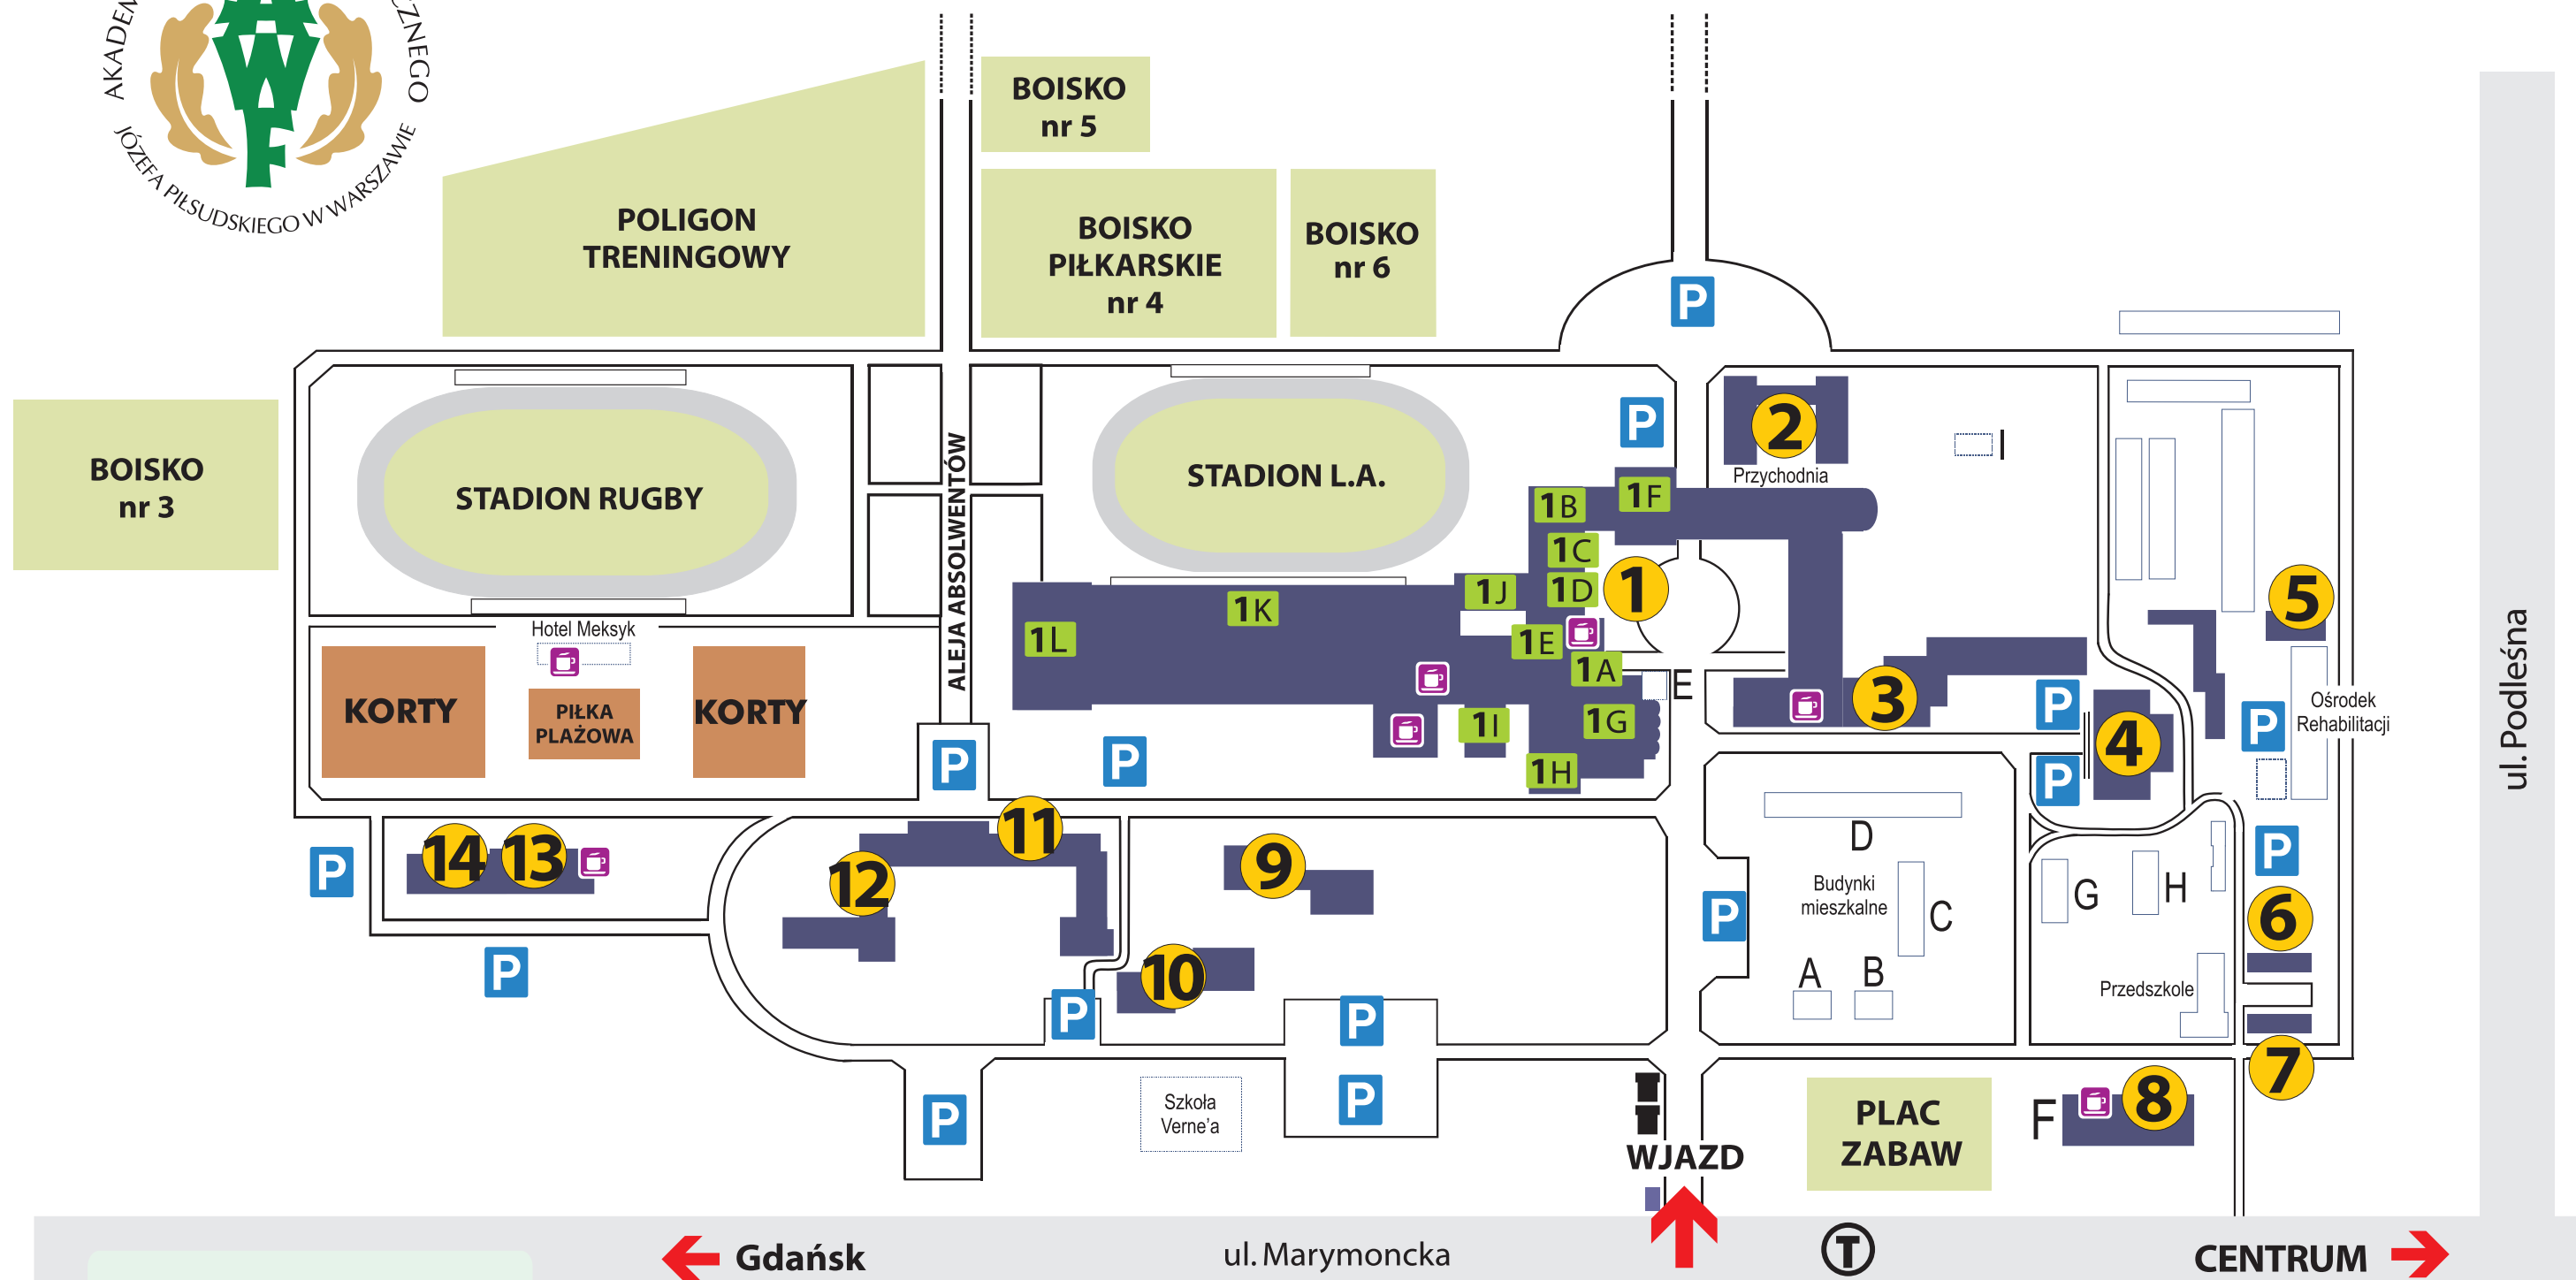 JÓZEFA PIŁSUDSKIEGO W WARSZAWIE
BOISKO
nr 5
POLIGON
TRENINGOWY
BOISKO
PIŁKARSKIE
nr 4
BOISKO
nr 6
P
P
2
Przychodnia
I
BOISKO
nr 3
STADION RUGBY
ALEJA ABSOLWENTÓW
STADION L.A.
1B
1F
1C
1J
1D
1
1K
1L
1E
1A
E
1I
1G
1H
3
P
4
P
5
P
Ośrodek
Rehabilitacji
ul. Podleśna
Hotel Meksyk
KORTY
PIŁKA
PLAŻOWA
KORTY
P
P
14
13
P
P
12
11
9
10
P
P
P
P
Szkoła
Verne'a
D
Budynki
mieszkalne
C
P
A
B
G
H
P
6
Przedszkole
7
8
F
PLAC
ZABAW
WJAZD
T
Gdańsk
ul. Marymoncka
CENTRUM